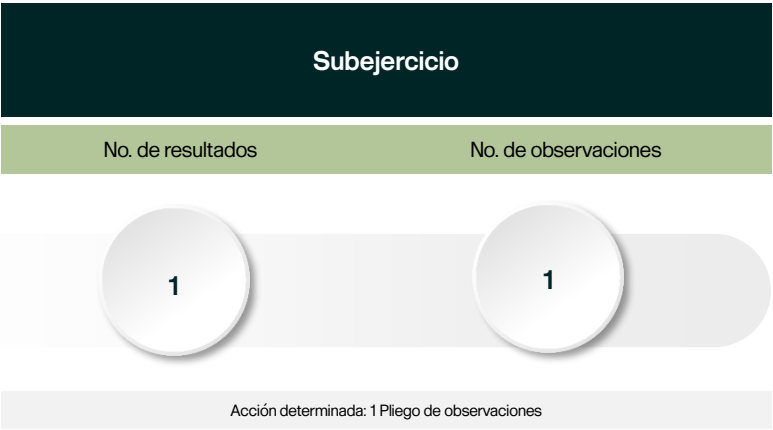 Subejercicio
No. de resultados No. de observaciones
1 1
Acción determinada: 1 Pliego de observaciones